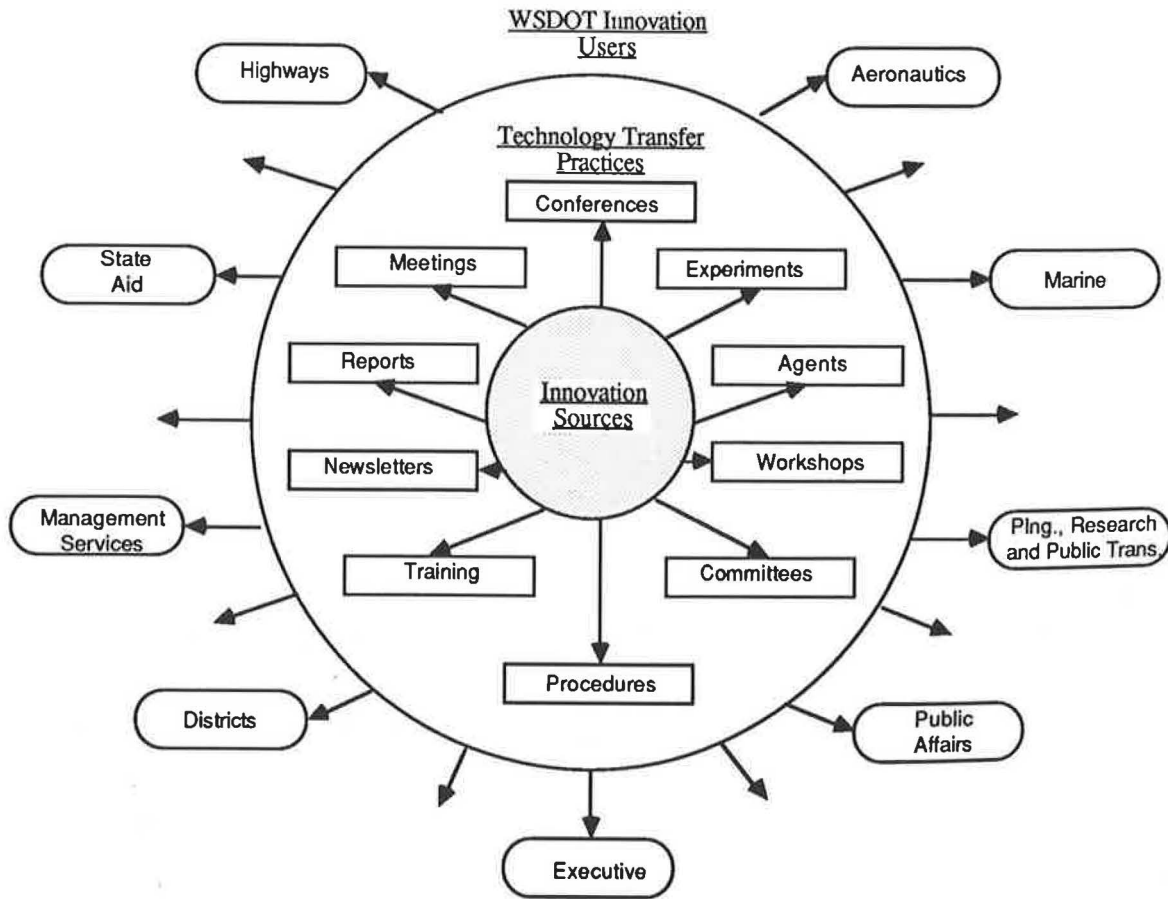 WSDOT Innovation
Users
Highways
Aeronautics
Technology Transfer
Practices
Conferences
Meetings
Experiments
State
Aid
Marine
Reports
Agents
Innovation
Sources
Newsletters
Workshops
Management
Services
Plng., Research
and Public Trans.
Training
Committees
Procedures
Districts
Public
Affairs
Executive